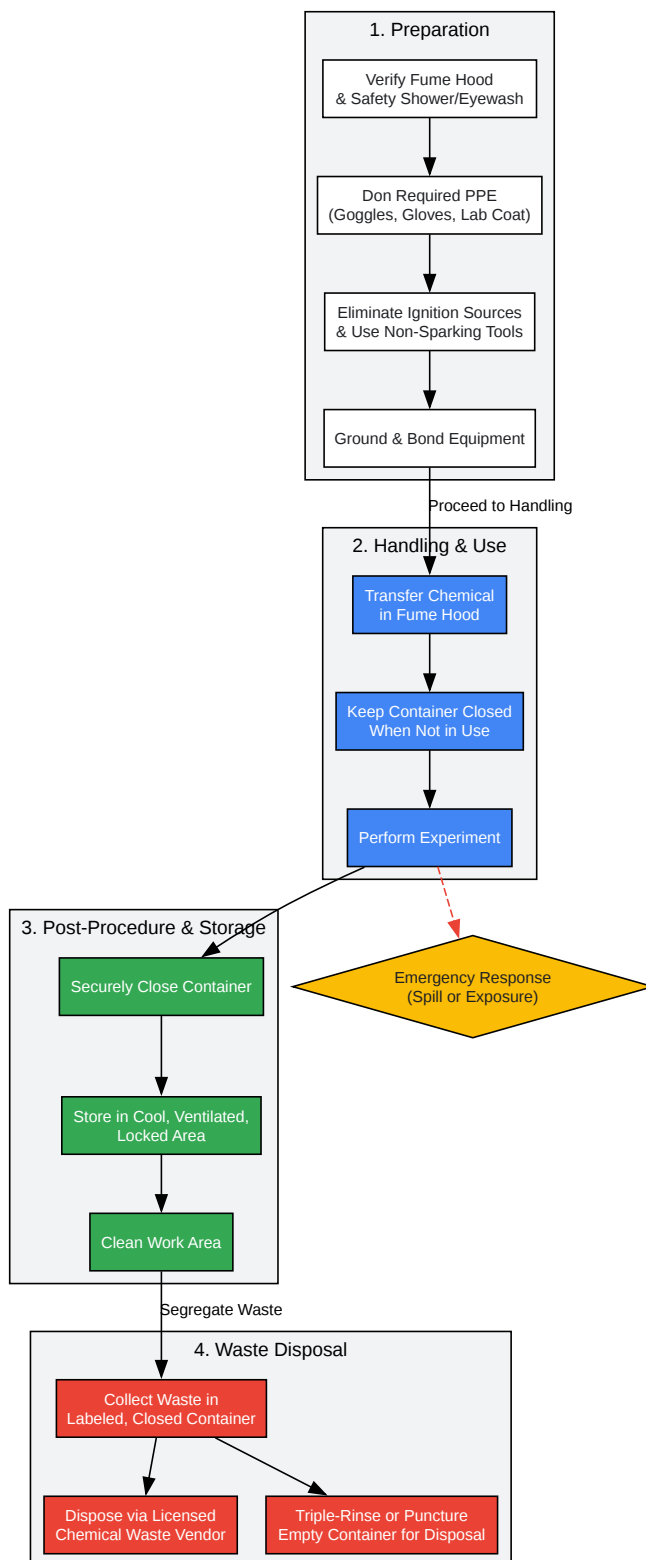 1. Preparation
Verify Fume Hood
& Safety Shower/Eyewash
Don Required PPE
(Goggles, Gloves, Lab Coat)
Eliminate Ignition Sources
& Use Non-Sparking Tools
Ground & Bond Equipment
Proceed to Handling
2. Handling & Use
Transfer Chemical
in Fume Hood
Keep Container Closed
When Not in Use
Perform Experiment
3. Post-Procedure & Storage
Securely Close Container
Emergency Response
(Spill or Exposure)
Store in Cool, Ventilated,
Locked Area
Clean Work Area
Segregate Waste
4. Waste Disposal
Collect Waste in
Labeled, Closed Container
Dispose via Licensed
Chemical Waste Vendor
Triple-Rinse or Puncture
Empty Container for Disposal